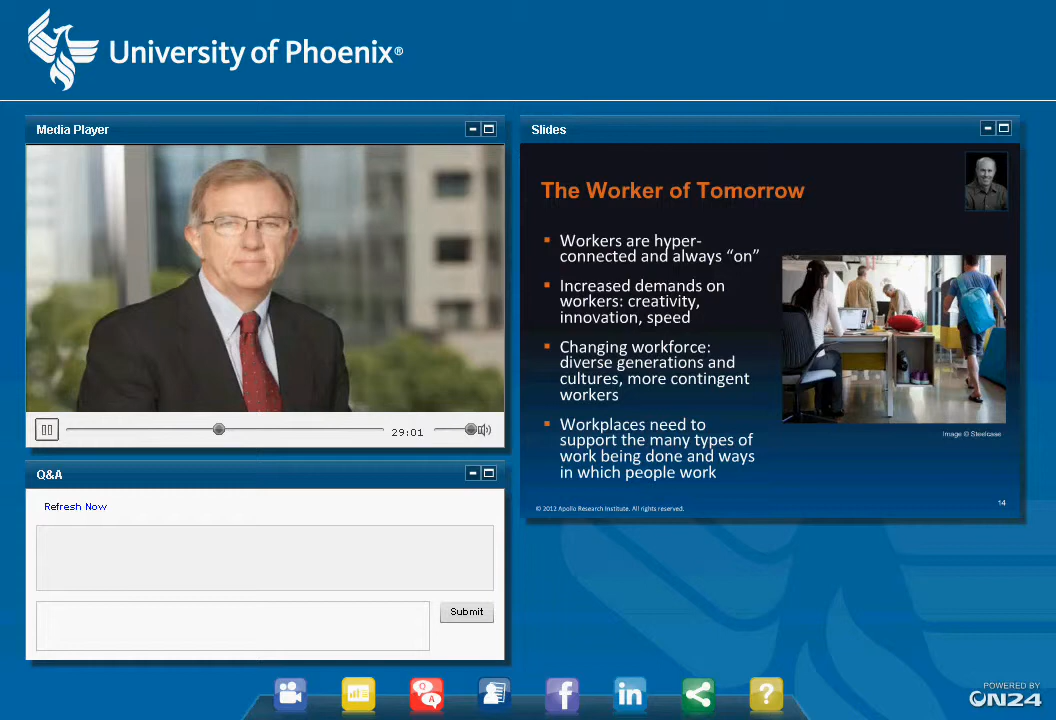 University of Phoenix®
Media Player
29:01
Q&A
Refresh Now
Submit
Slides
The Worker of Tomorrow
▪ Workers are hyper-
connected and always “on”
▪ Increased demands on
workers: creativity,
innovation, speed
▪ Changing workforce:
diverse generations and
cultures, more contingent
workers
▪ Workplaces need to
support the many types of
work being done and ways
in which people work
Image © Steelcase
14
© 2012 Apollo Research Institute. All rights reserved.
Q
A
f
in
?
POWERED BY
ON24